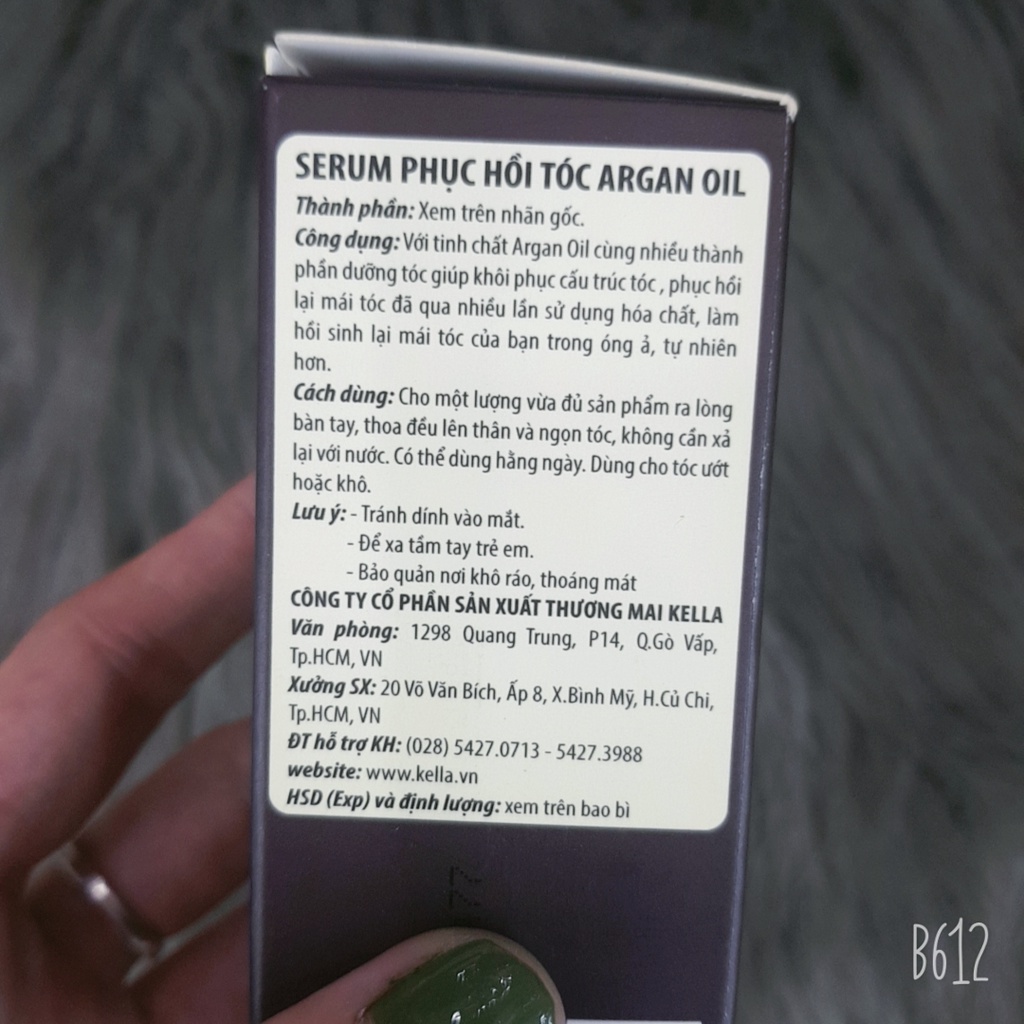 SERUM PHỤC HỒI TÓC ARGAN OIL
Thành phần: Xem trên nhãn gốc.
Công dụng: Với tinh chất Argan Oil cùng nhiều thành
phần dưỡng tóc giúp khôi phục cấu trúc tóc , phục hồi
lại mái tóc đã qua nhiều lần sử dụng hóa chất, làm
hồi sinh lại mái tóc của bạn trong óng ả, tự nhiên
hơn.
Cách dùng: Cho một lượng vừa đủ sản phẩm ra lòng
bàn tay, thoa đều lên thân và ngọn tóc, không cần xả
lại với nước. Có thể dùng hằng ngày. Dùng cho tóc ướt
hoặc khô.
Lưu ý: - Tránh dính vào mắt.
- Để xa tầm tay trẻ em.
- Bảo quản nơi khô ráo, thoáng mát
CÔNG TY CỔ PHẦN SẢN XUẤT THƯƠNG MAI KELLA
Văn phòng: 1298 Quang Trung, P14, Q.Gò Vấp,
Tp.HCM, VN
Xưởng SX: 20 Võ Văn Bích, Ấp 8, X.Bình Mỹ, H.Củ Chi,
Tp.HCM, VN
ĐT hỗ trợ KH: (028) 5427.0713 - 5427.3988
website: www.kella.vn
HSD (Exp) và định lượng: xem trên bao bì
B612